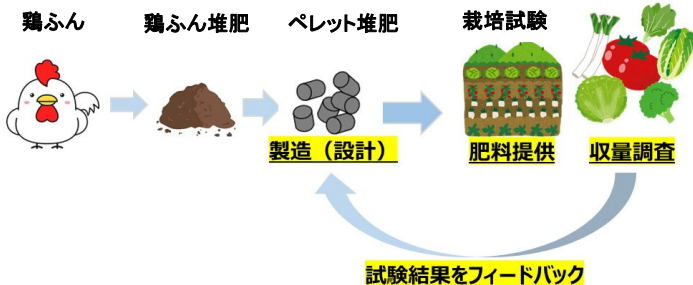 鶏ふん
鶏ふん堆肥
ペレット堆肥
栽培試験
製造（設計）
肥料提供
収量調査
試験結果をフィードバック